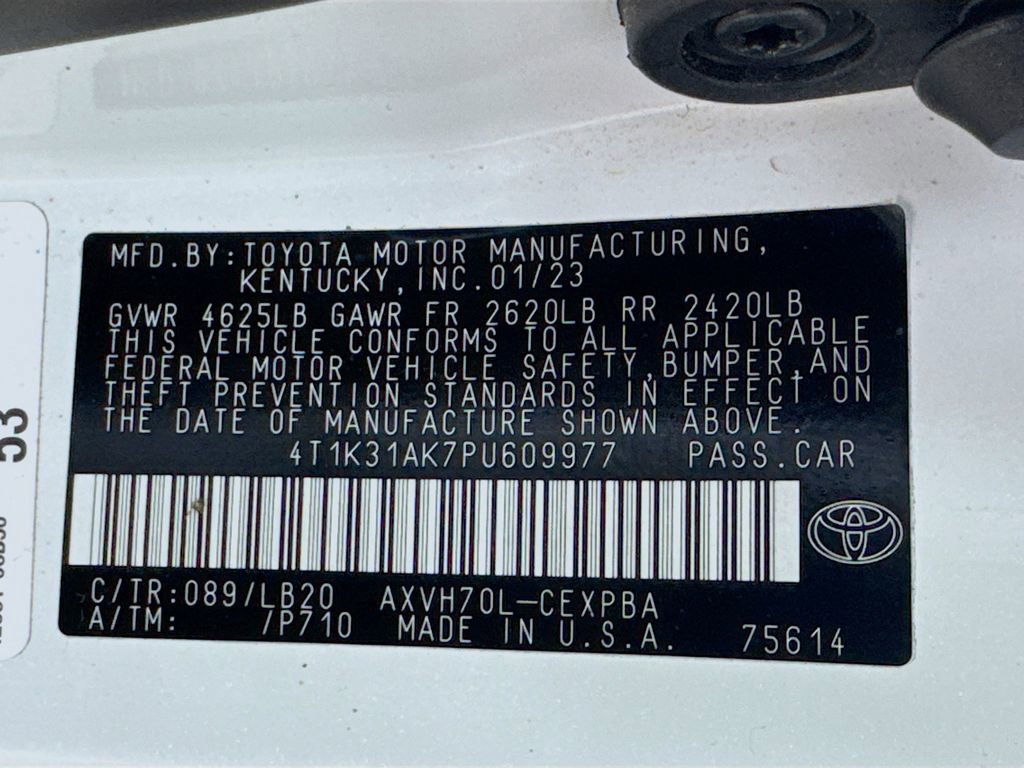 MFD.BY:TOYOTA MOTOR MANUFACTURING,
KENTUCKY,INC.01/23
GVWR 4625LB GAWR FR 2620LB RR 2420LB
THIS VEHICLE CONFORMS TO ALL APPLICABLE
FEDERAL MOTOR VEHICLE SAFETY,BUMPER,AND
THEFT PREVENTION STANDARDS IN EFFECT ON
THE DATE OF MANUFACTURE SHOWN ABOVE.
4T1K31AK7PU609977 PASS.CAR
C/TR:089/LB20 AXVH70L-CEXPBA
A/TM: /P710 MADE IN U.S.A. 75614
53